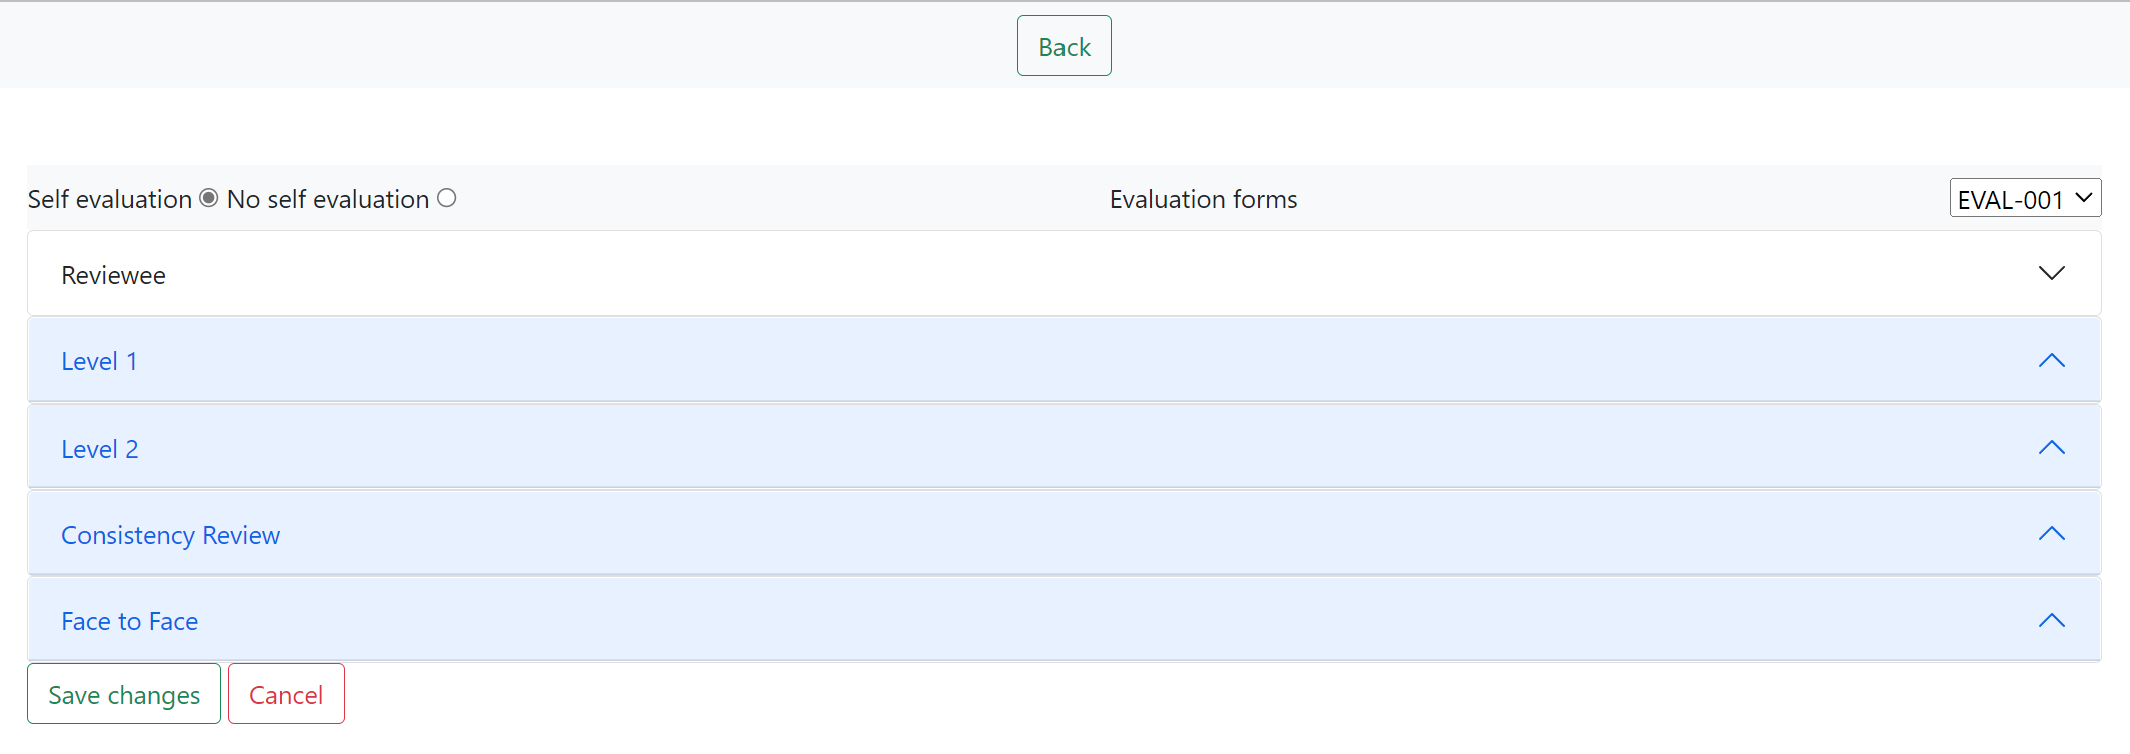 Back
Self evaluation No self evaluation Evaluation forms EVAL-001
Reviewee
Level 1
Level 2
Consistency Review
Face to Face
Save changes Cancel